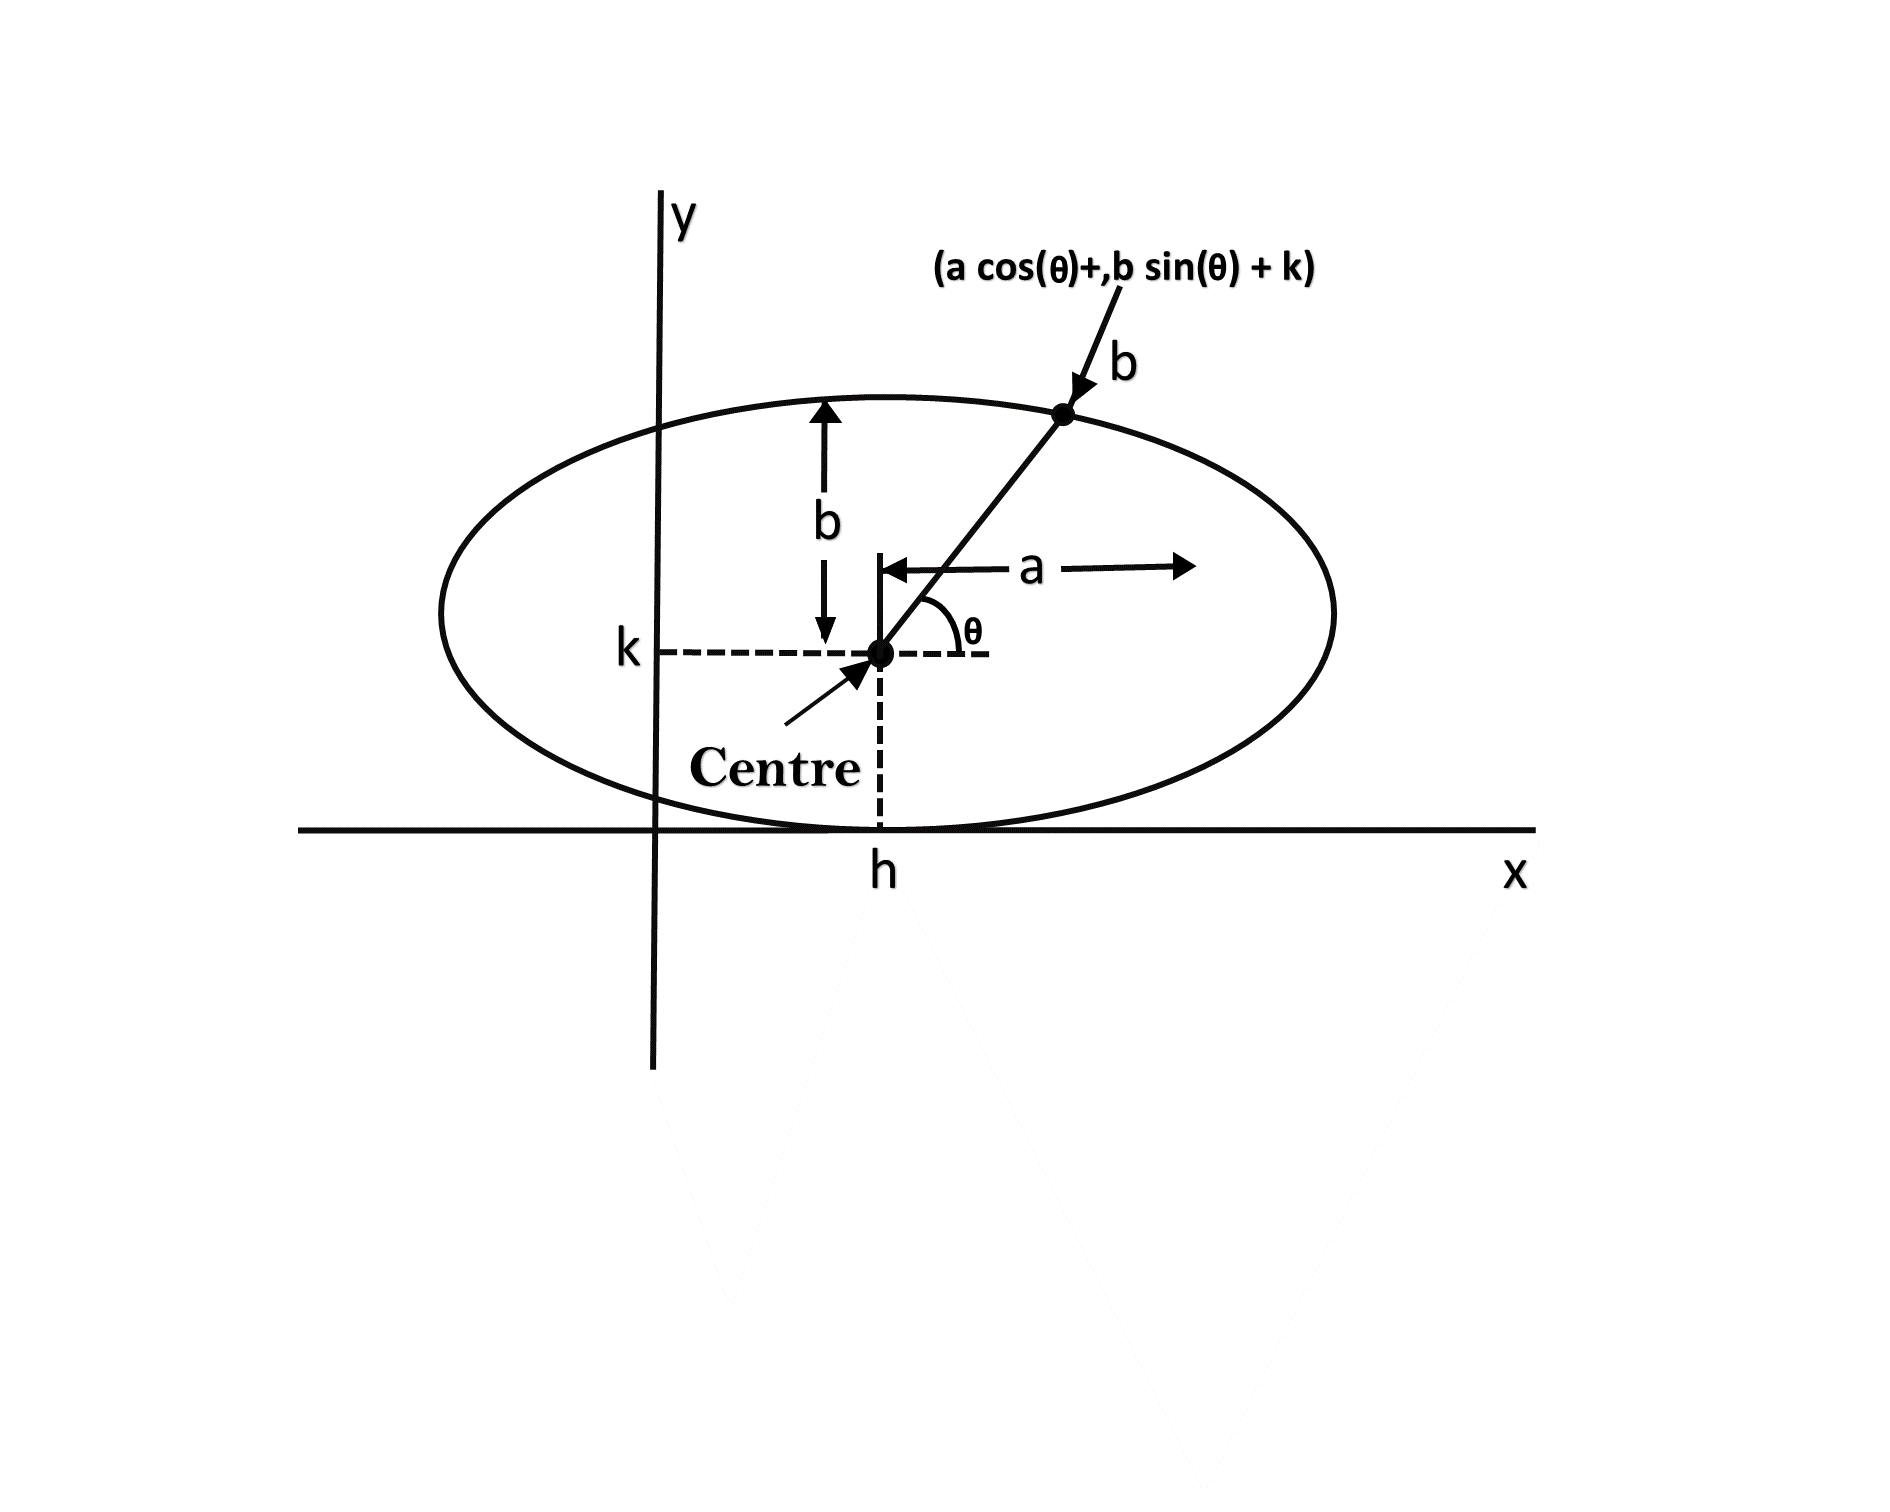 y
(a cos(θ)+,b sin(θ) + k)
b
b
a
θ
k
Centre
h
x